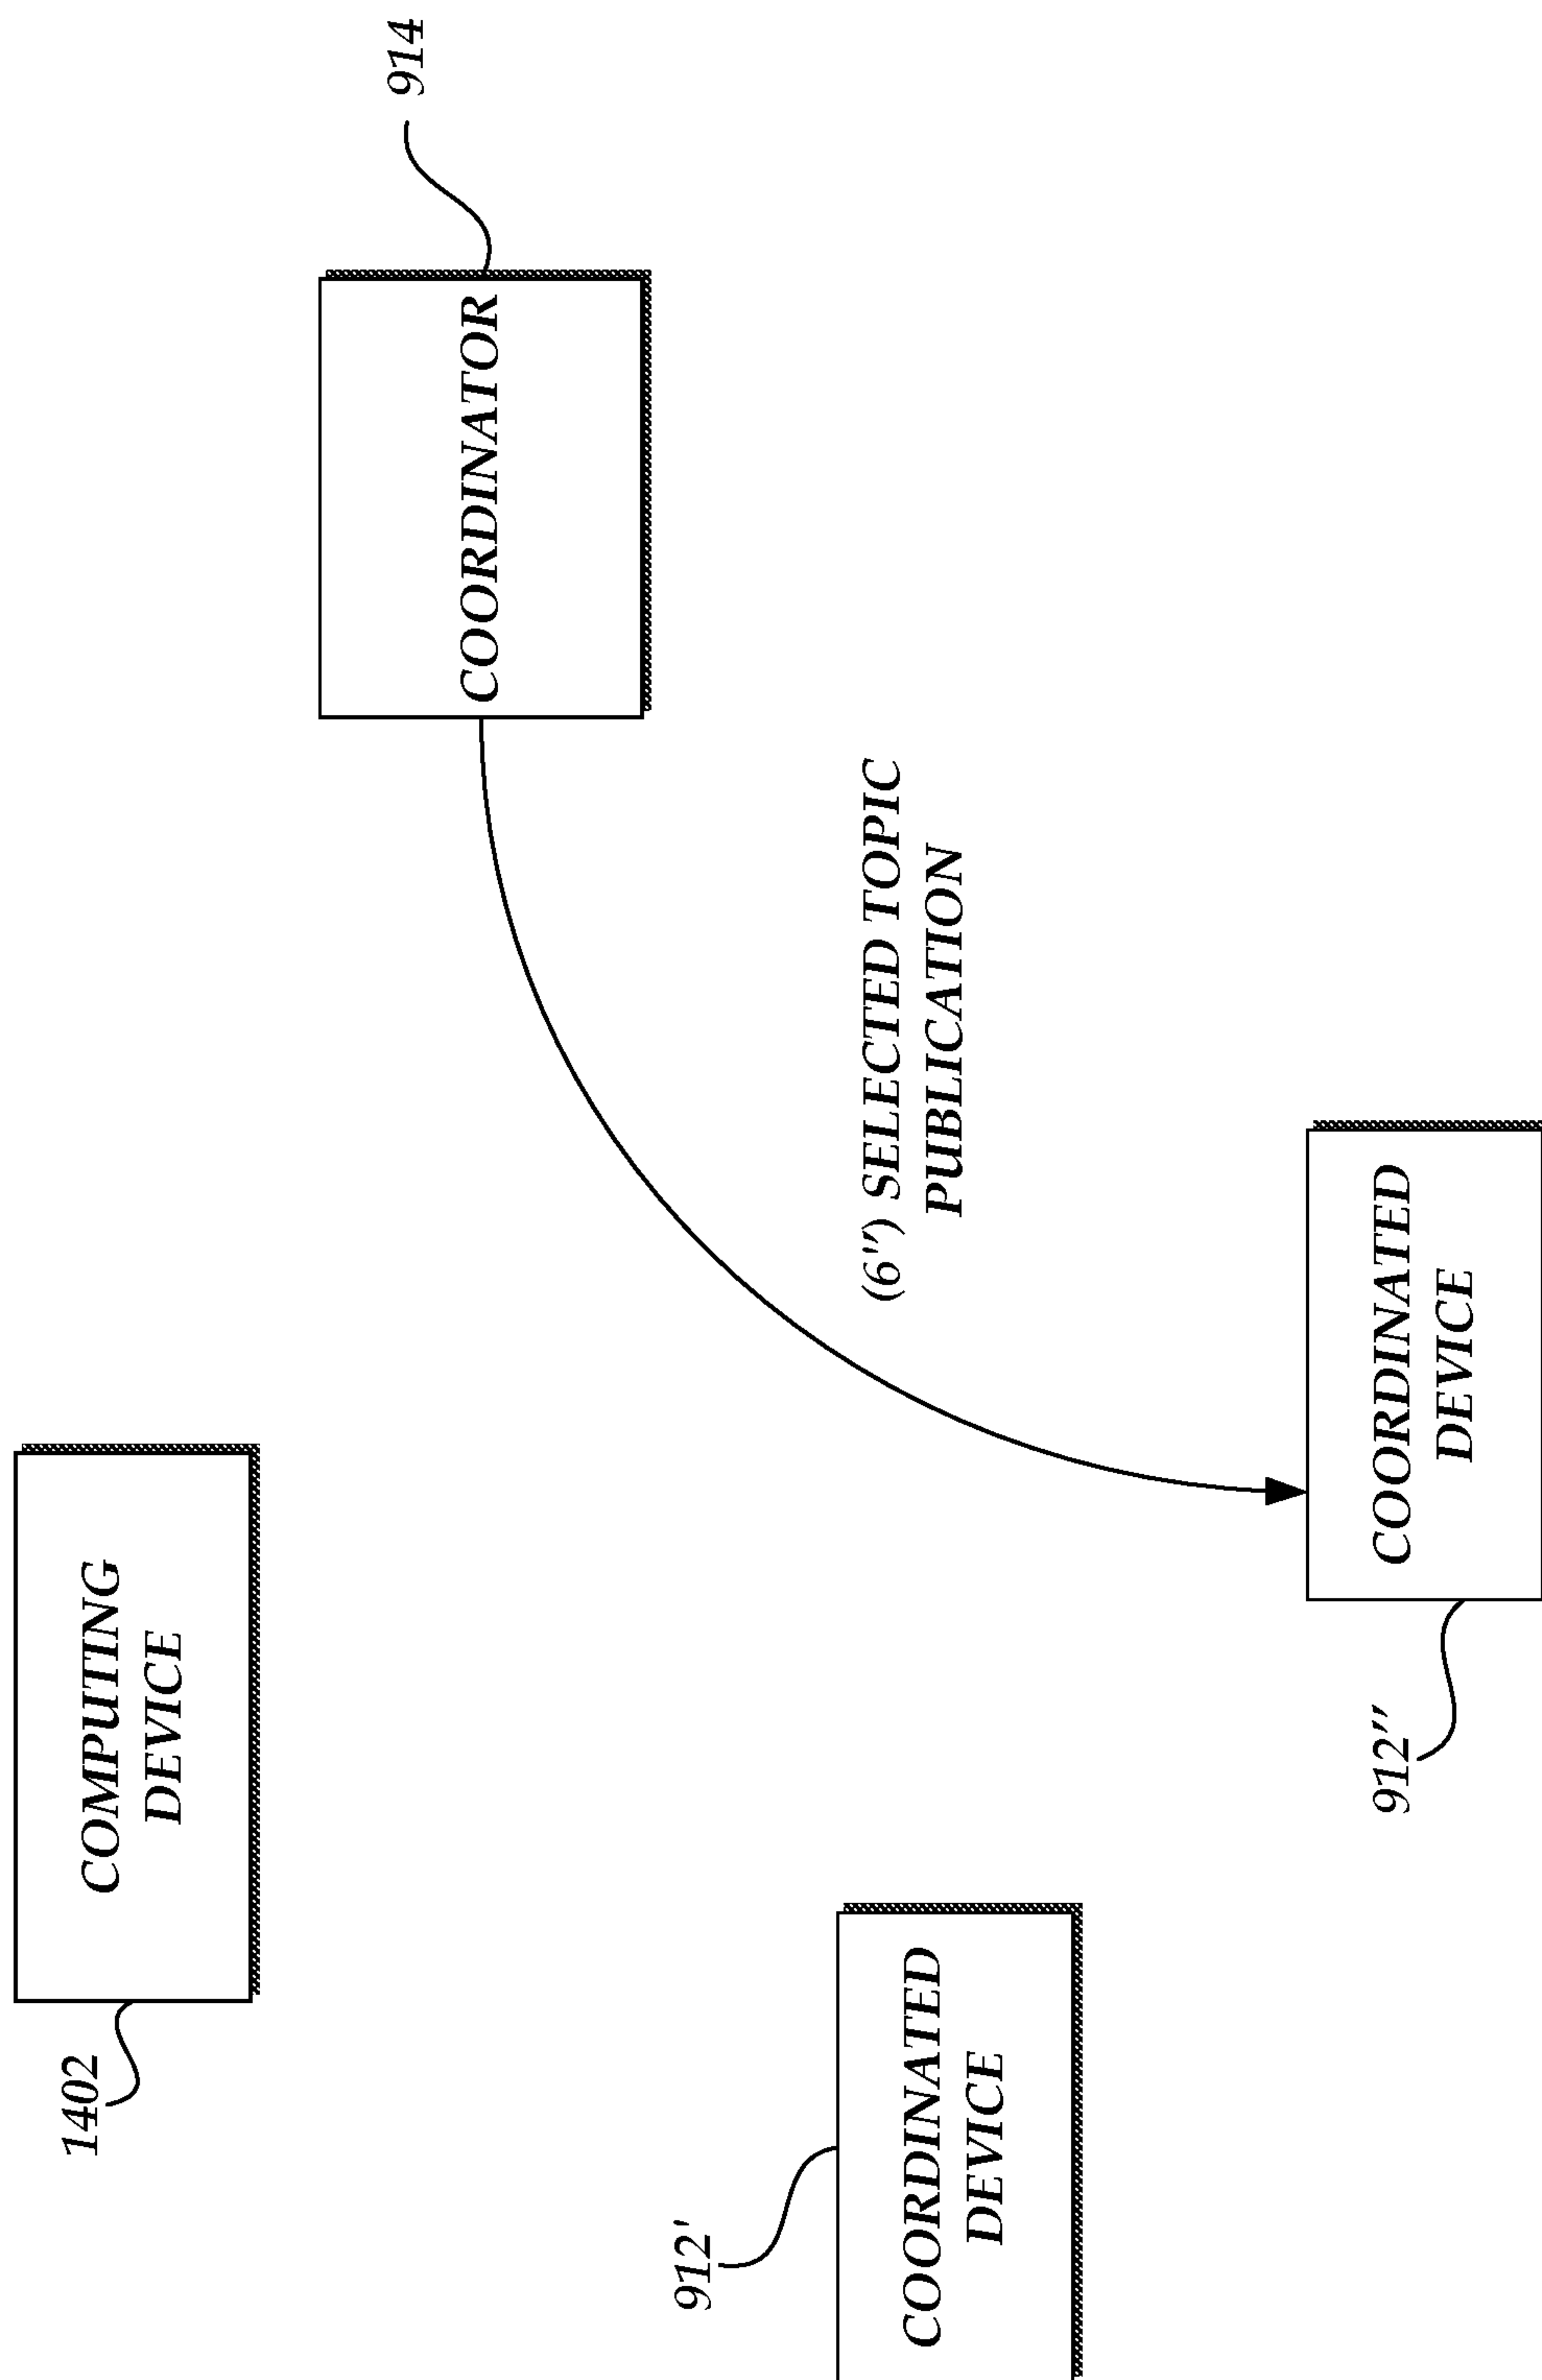 1402
COMPUTING
DEVICE
914
COORDINATOR
912'
COORDINATED
DEVICE
(6") SELECTED TOPIC
PUBLICATION
912"
COORDINATED
DEVICE